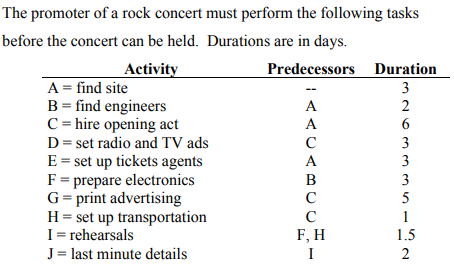 The promoter of a rock concert must perform the following tasks
before the concert can be held. Durations are in days.
Activity Predecessors Duration
A = find site -- 3
B = find engineers A 2
C = hire opening act A 6
D = set radio and TV ads C 3
E = set up tickets agents A 3
F = prepare electronics B 3
G = print advertising C 5
H = set up transportation C 1
I = rehearsals F, H 1.5
J = last minute details I 2